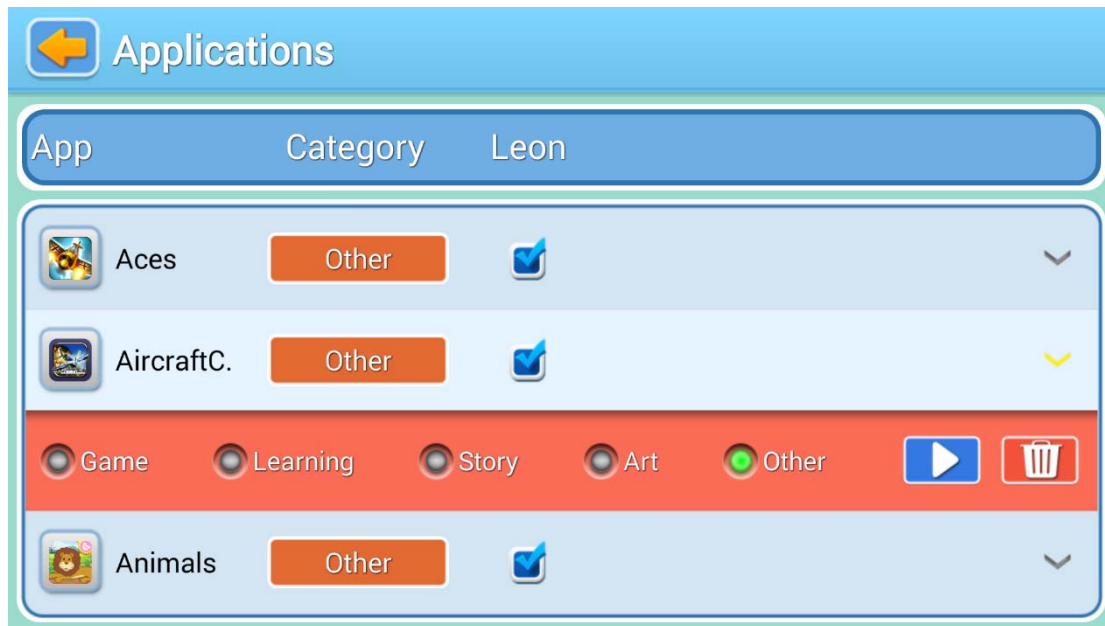 Applications
App Category Leon
Aces Other
AircraftC. Other
Game Learning Story Art Other
Animals Other